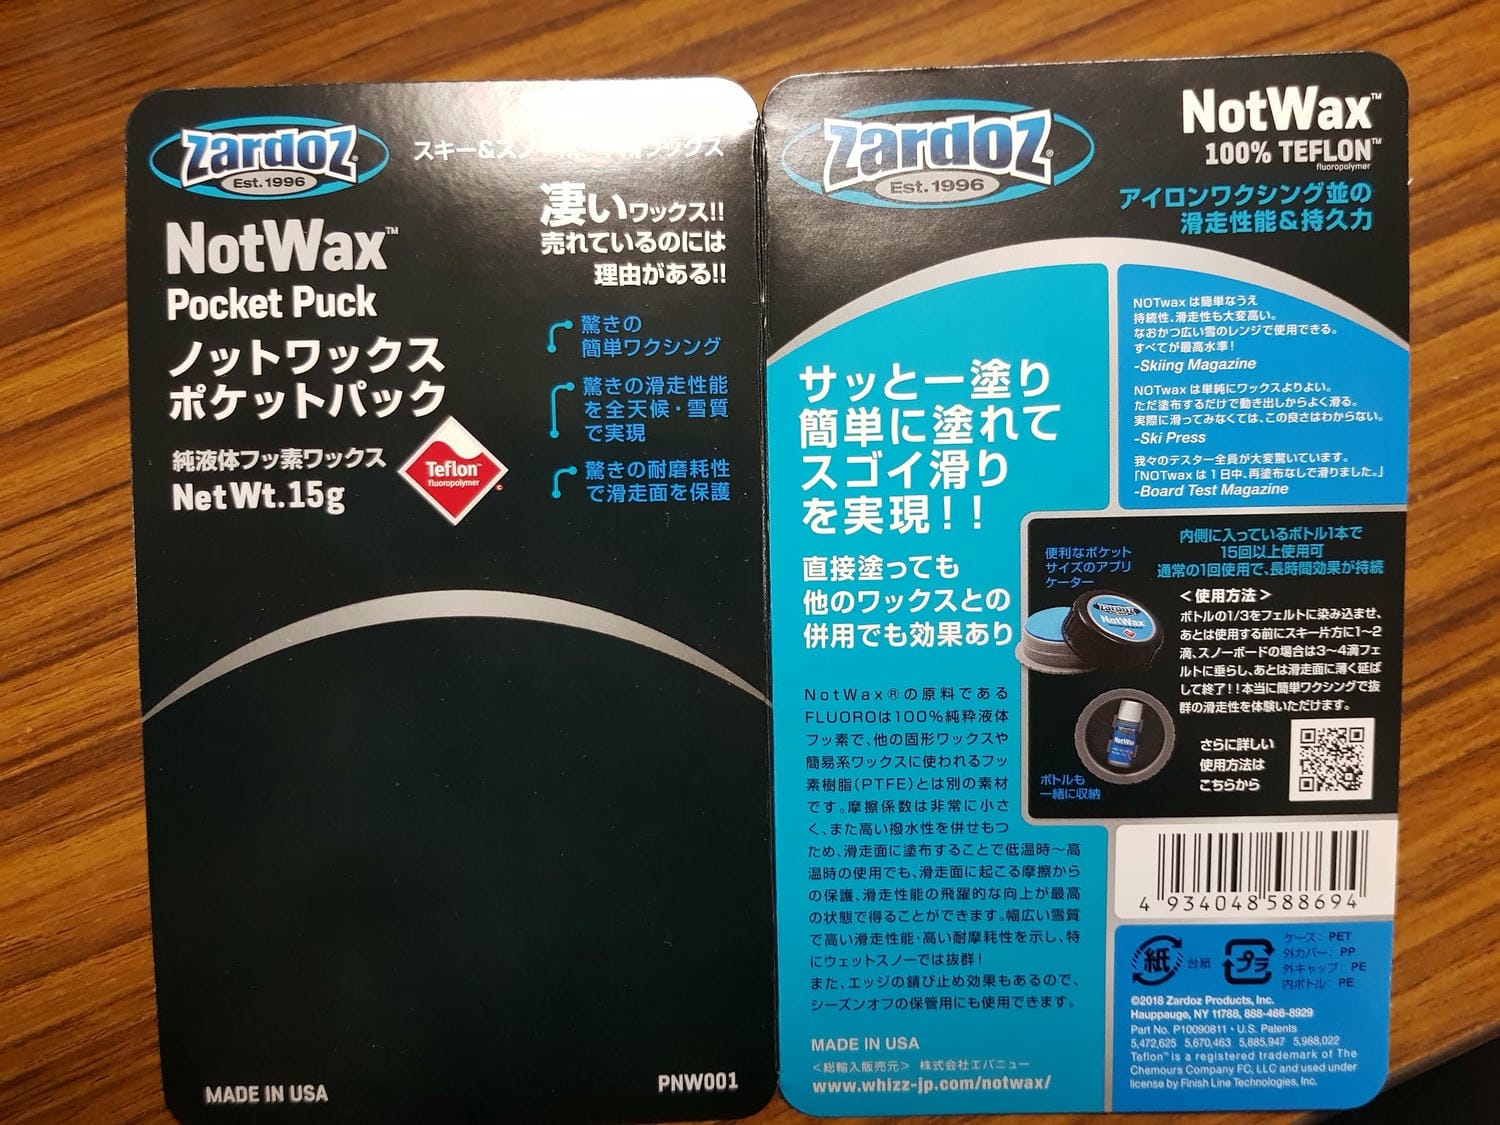 Zardoz®
Est.1996
スキー&スノーボード用ワックス
NotWax™
Pocket Puck
ノットワックス
ポケットパック
純液体フッ素ワックス
Net Wt. 15g
Teflon™
fluoropolymer
凄いワックス!!
売れているのには
理由がある!!
驚きの
簡単ワクシング
驚きの滑走性能
を全天候・雪質
で実現
驚きの耐磨耗性
で滑走面を保護
MADE IN USA
PNW001
Zardoz®
Est.1996
NotWax™
100% TEFLON™
fluoropolymer
アイロンワクシング並の
滑走性能&持久力
サッと一塗り
簡単に塗れて
スゴイ滑り
を実現!!
直接塗っても
他のワックスとの
併用でも効果あり
NotWax®の原料である
FLUOROは100%純粋液体
フッ素で、他の固形ワックスや
簡易系ワックスに使われるフッ
素樹脂(PTFE)とは別の素材
です。摩擦係数は非常に小さ
く、また高い撥水性を併せもつ
ため、滑走面に塗布することで低温時～高
温時の使用でも、滑走面に起こる摩擦から
の保護、滑走性能の飛躍的な向上が最高
の状態で得ることができます。幅広い雪質
で高い滑走性能・高い耐摩耗性を示し、特
にウェットスノーでは抜群!
また、エッジの錆び止め効果もあるので、
シーズンオフの保管用にも使用できます。
MADE IN USA
<総輸入販売元> 株式会社エバニュー
www.whizz-jp.com/notwax/
NOTwax は簡単なうえ
持続性、滑走性も大変高い。
なおかつ広い雪のレンジで使用できる。
すべてが最高水準!
-Skiing Magazine
NOTwax は単純にワックスよりよい。
ただ塗布するだけで動き出しからよく滑る。
実際に滑ってみなくては、この良さはわからない。
-Ski Press
我々のテスター全員が大変驚いています。
「NOTwax は1日中、再塗布なしで滑りました。」
-Board Test Magazine
便利なポケット
サイズのアプリ
ケーター
Zardoz
NotWax
ボトルも
一緒に収納
内側に入っているボトル1本で
15回以上使用可
通常の1回使用で、長時間効果が持続
<使用方法>
ボトルの1/3をフェルトに染み込ませ、
あとは使用する前にスキー片方に1～2
滴、スノーボードの場合は3～4滴フェ
ルトに垂らし、あとは滑走面に薄く延ば
して終了!!本当に簡単ワクシングで抜
群の滑走性を体験いただけます。
さらに詳しい
使用方法は
こちらから
4 934048 588694
紙
台紙
プラ
ケース: PET
外カバー: PP
外キャップ: PE
内ボトル: PE
©2018 Zardoz Products, Inc.
Hauppauge, NY 11788, 888-466-8929
Part No. P10090811 • U.S. Patents
5,472,625 5,670,463 5,885,947 5,988,022
Teflon™ is a registered trademark of The
Chemours Company FC, LLC and used under
license by Finish Line Technologies, Inc.